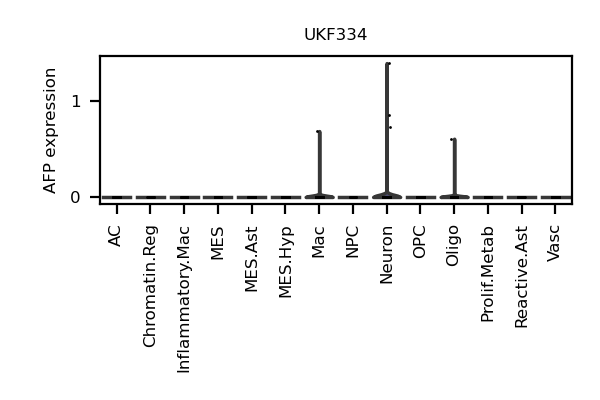 UKF334
AFP expression
1
0
AC
Chromatin.Reg
Inflammatory.Mac
MES
MES.Ast
MES.Hyp
Mac
NPC
Neuron
OPC
Oligo
Prolif.Metab
Reactive.Ast
Vasc